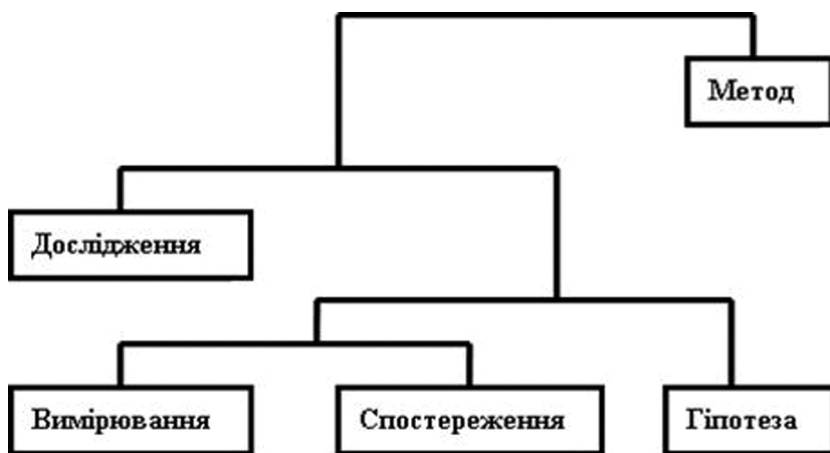 Метод
Дослідження
Вимірювання
Спостереження
Гіпотеза